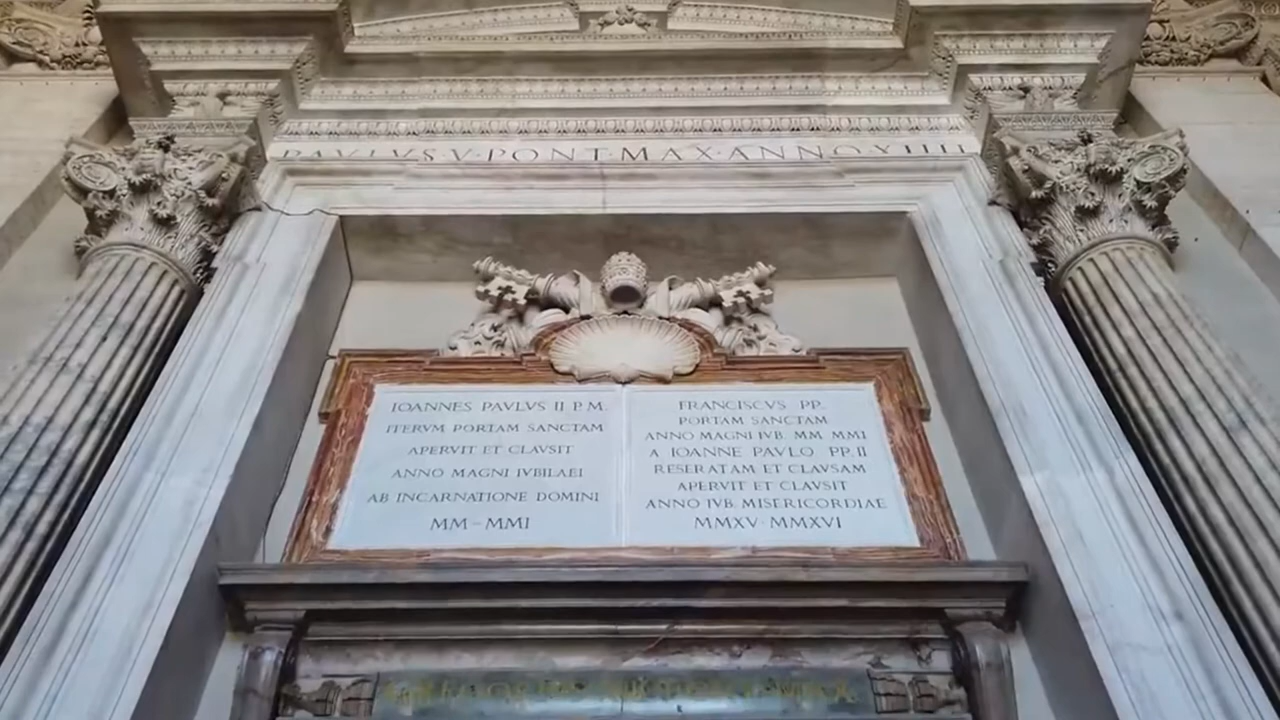 PAVLVS V PONT MAX ANNO XIIII
IOANNES PAVLVS II P.M.
ITERVM PORTAM SANCTAM
APERVIT ET CLAVSIT
ANNO MAGNI IVBILAEI
AB INCARNATIONE DOMINI
MM - MMI
FRANCISCVS PP.
PORTAM SANCTAM
ANNO MAGNI IVB. MM MMI
A IOANNE PAVLO PP. II
RESERATAM ET CLAVSAM
APERVIT ET CLAVSIT
ANNO IVB. MISERICORDIAE
MMXV · MMXVI